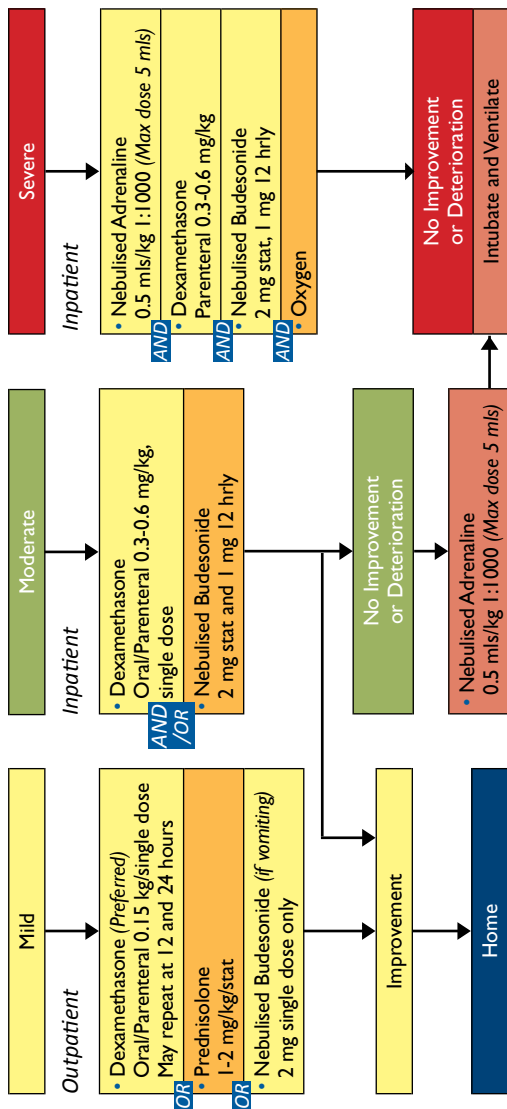 Mild
Outpatient
• Dexamethasone (Preferred)
Oral/Parenteral 0.15 kg/single dose
May repeat at 12 and 24 hours
OR
• Prednisolone
1-2 mg/kg/stat
OR
• Nebulised Budesonide (if vomiting)
2 mg single dose only
Improvement
Home
Moderate
Inpatient
• Dexamethasone
Oral/Parenteral 0.3-0.6 mg/kg,
single dose
AND
/OR
• Nebulised Budesonide
2 mg stat and 1 mg 12 hrly
No Improvement
or Deterioration
• Nebulised Adrenaline
0.5 mls/kg 1:1000 (Max dose 5 mls)
Severe
Inpatient
• Nebulised Adrenaline
0.5 mls/kg 1:1000 (Max dose 5 mls)
AND
• Dexamethasone
Parenteral 0.3-0.6 mg/kg
AND
• Nebulised Budesonide
2 mg stat, 1 mg 12 hrly
AND
• Oxygen
No Improvement
or Deterioration
Intubate and Ventilate